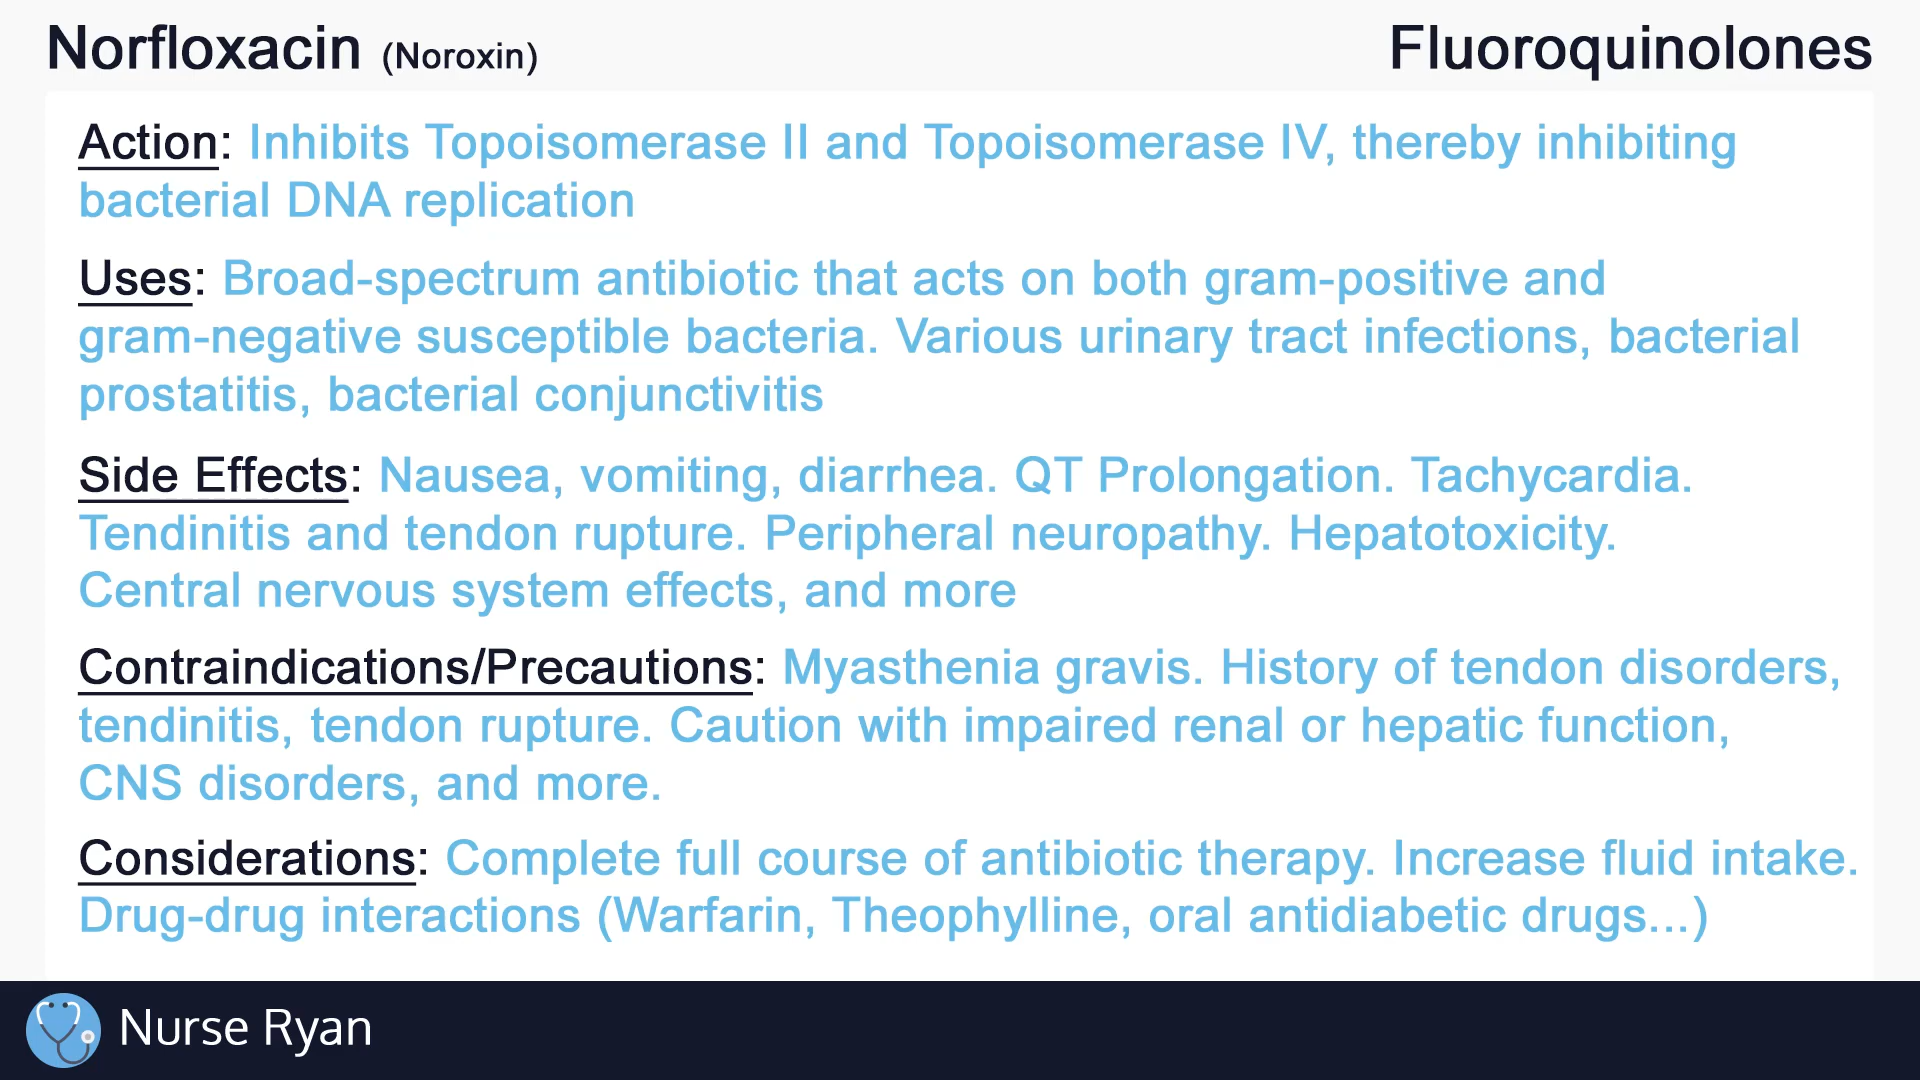 Norfloxacin (Noroxin)
Fluoroquinolones
Action: Inhibits Topoisomerase II and Topoisomerase IV, thereby inhibiting
bacterial DNA replication
Uses: Broad-spectrum antibiotic that acts on both gram-positive and
gram-negative susceptible bacteria. Various urinary tract infections, bacterial
prostatitis, bacterial conjunctivitis
Side Effects: Nausea, vomiting, diarrhea. QT Prolongation. Tachycardia.
Tendinitis and tendon rupture. Peripheral neuropathy. Hepatotoxicity.
Central nervous system effects, and more
Contraindications/Precautions: Myasthenia gravis. History of tendon disorders,
tendinitis, tendon rupture. Caution with impaired renal or hepatic function,
CNS disorders, and more.
Considerations: Complete full course of antibiotic therapy. Increase fluid intake.
Drug-drug interactions (Warfarin, Theophylline, oral antidiabetic drugs...)
Nurse Ryan